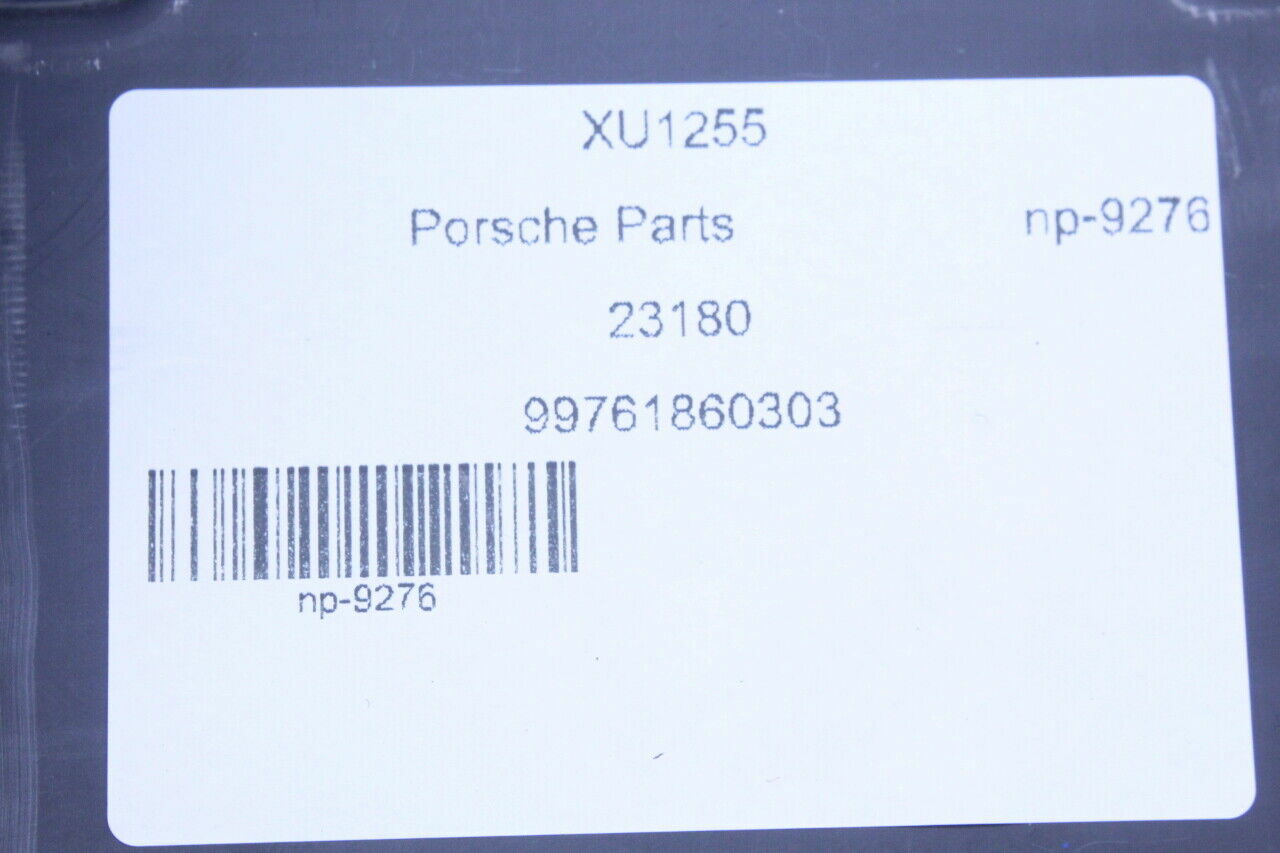 XU1255
Porsche Parts np-9276
23180
99761860303
np-9276